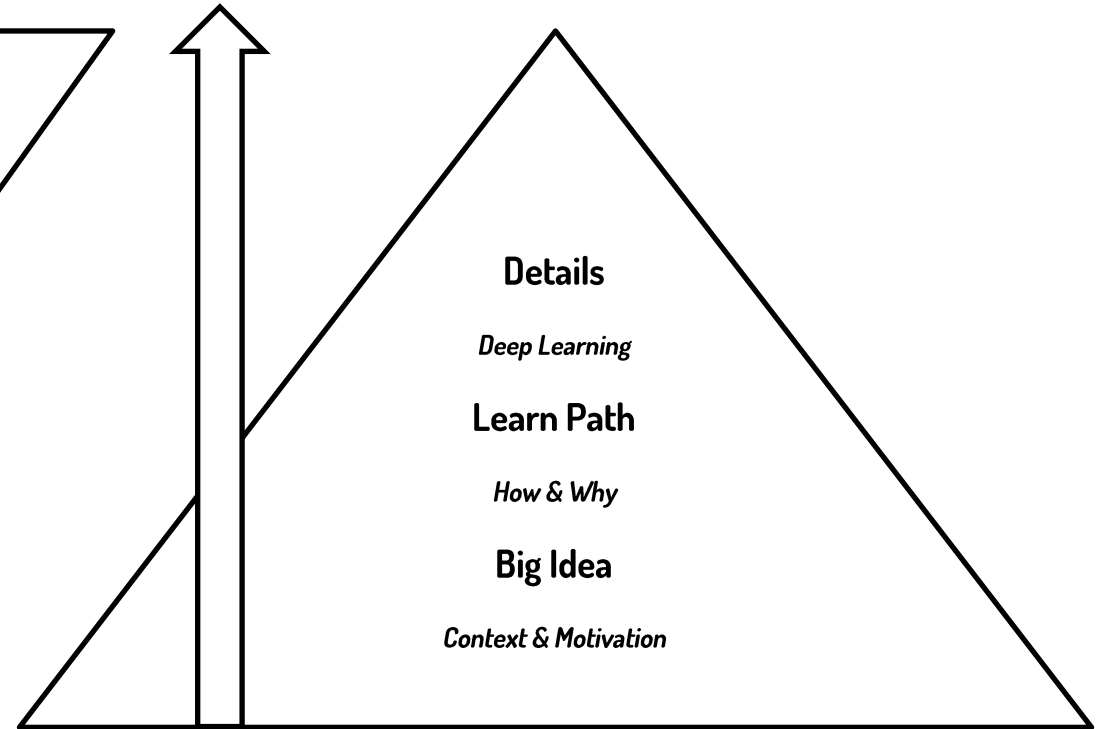 Details
Deep Learning
Learn Path
How & Why
Big Idea
Context & Motivation